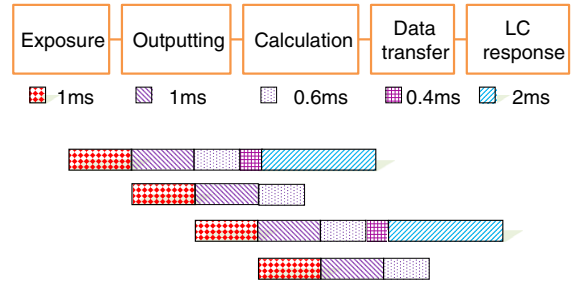 Exposure
Outputting
Calculation
Data
transfer
LC
response
1ms
1ms
0.6ms
0.4ms
2ms